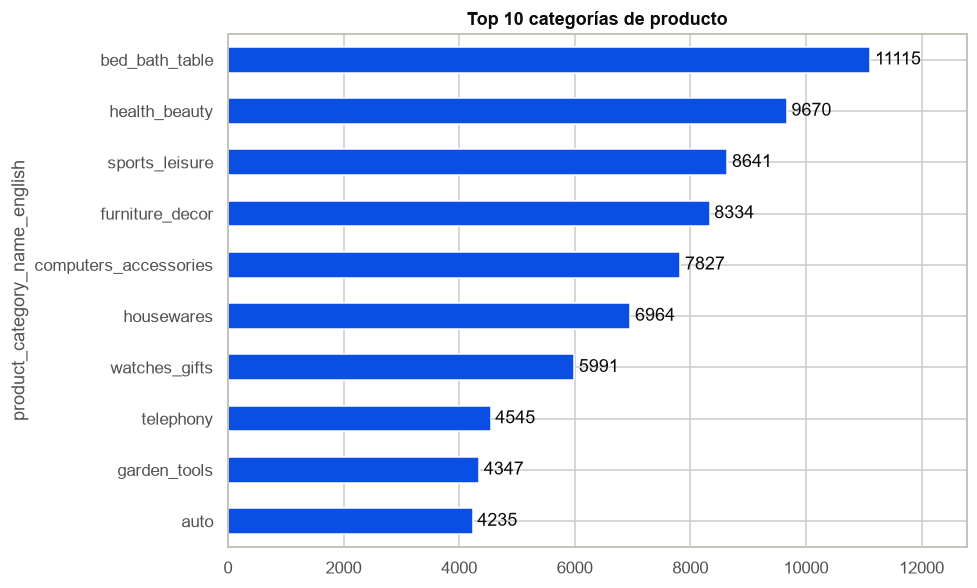 Top 10 categorías de producto
product_category_name_english
bed_bath_table 11115
health_beauty 9670
sports_leisure 8641
furniture_decor 8334
computers_accessories 7827
housewares 6964
watches_gifts 5991
telephony 4545
garden_tools 4347
auto 4235
0 2000 4000 6000 8000 10000 12000